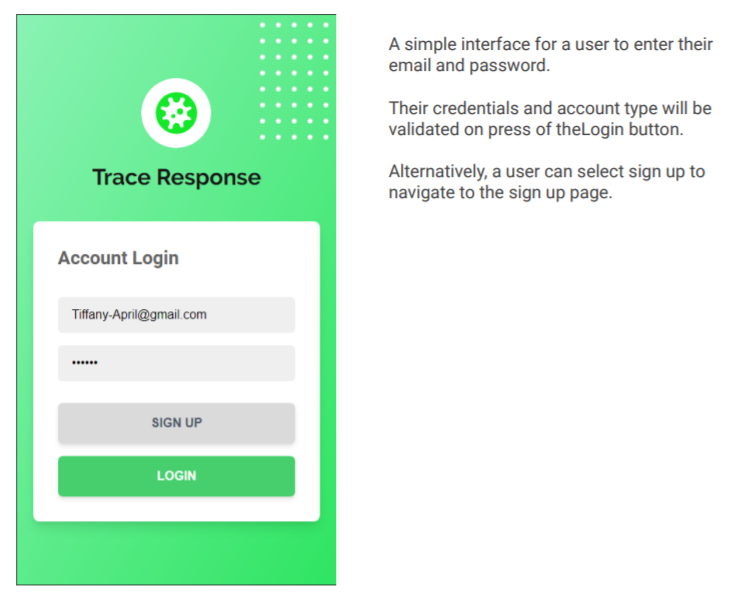 Trace Response
Account Login
Tiffany-April@gmail.com
••••••
SIGN UP
LOGIN
A simple interface for a user to enter their
email and password.
Their credentials and account type will be
validated on press of theLogin button.
Alternatively, a user can select sign up to
navigate to the sign up page.